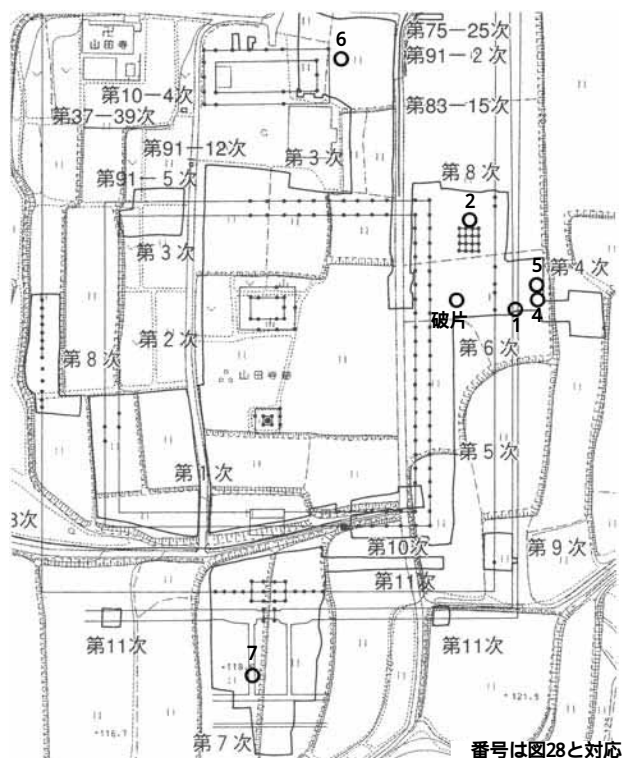 6
第75－25次
卍
山田寺
第91－2次
第10－4次
第83－15次
第37－39次
第91－12次
第3次
第8次
第91－5次
2
第3次
5
第4次
第2次
破片
1
4
第8次
第6次
山田寺跡
第1次
第5次
3次
第10次
第9次
第11次
第11次
第11次
7
第7次
・121.5
・116.7
番号は図28と対応